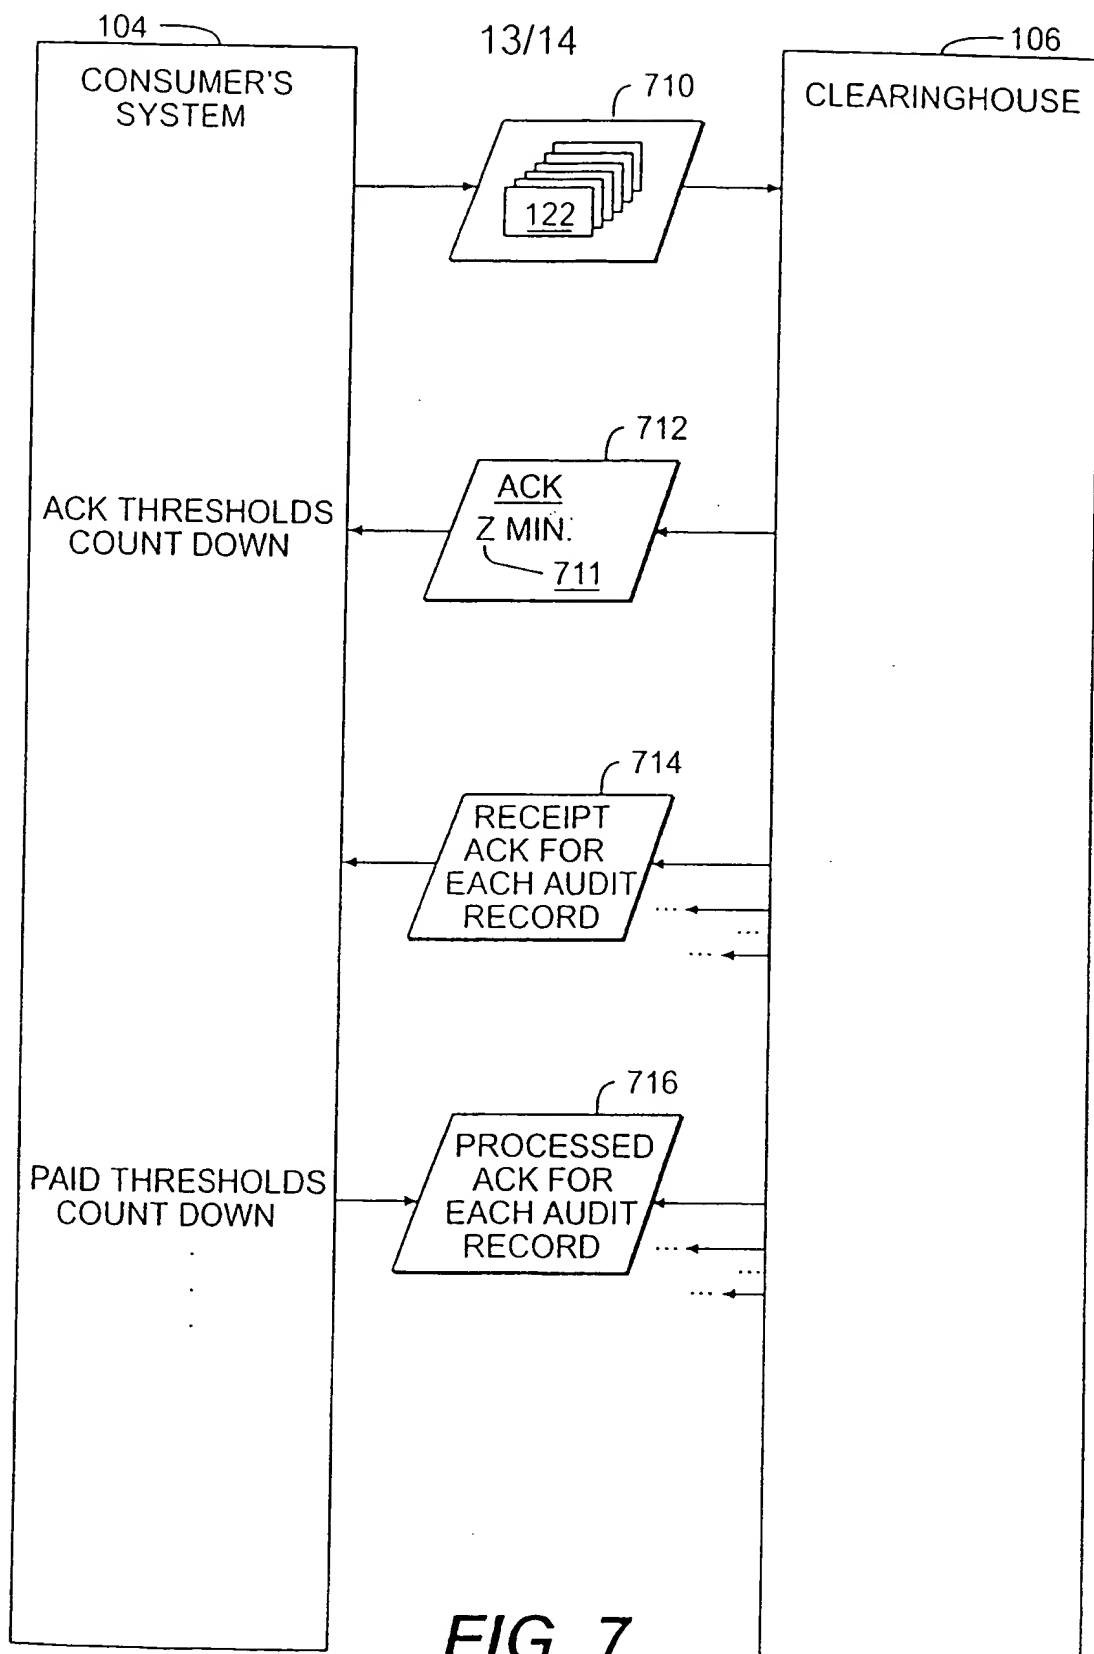 13/14
104
106
CONSUMER'S
SYSTEM
CLEARINGHOUSE
710
122
712
ACK
Z MIN.
711
ACK THRESHOLDS
COUNT DOWN
714
RECEIPT
ACK FOR
EACH AUDIT
RECORD
...
...
...
716
PROCESSED
ACK FOR
EACH AUDIT
RECORD
...
...
...
PAID THRESHOLDS
COUNT DOWN
.
.
.
FIG. 7